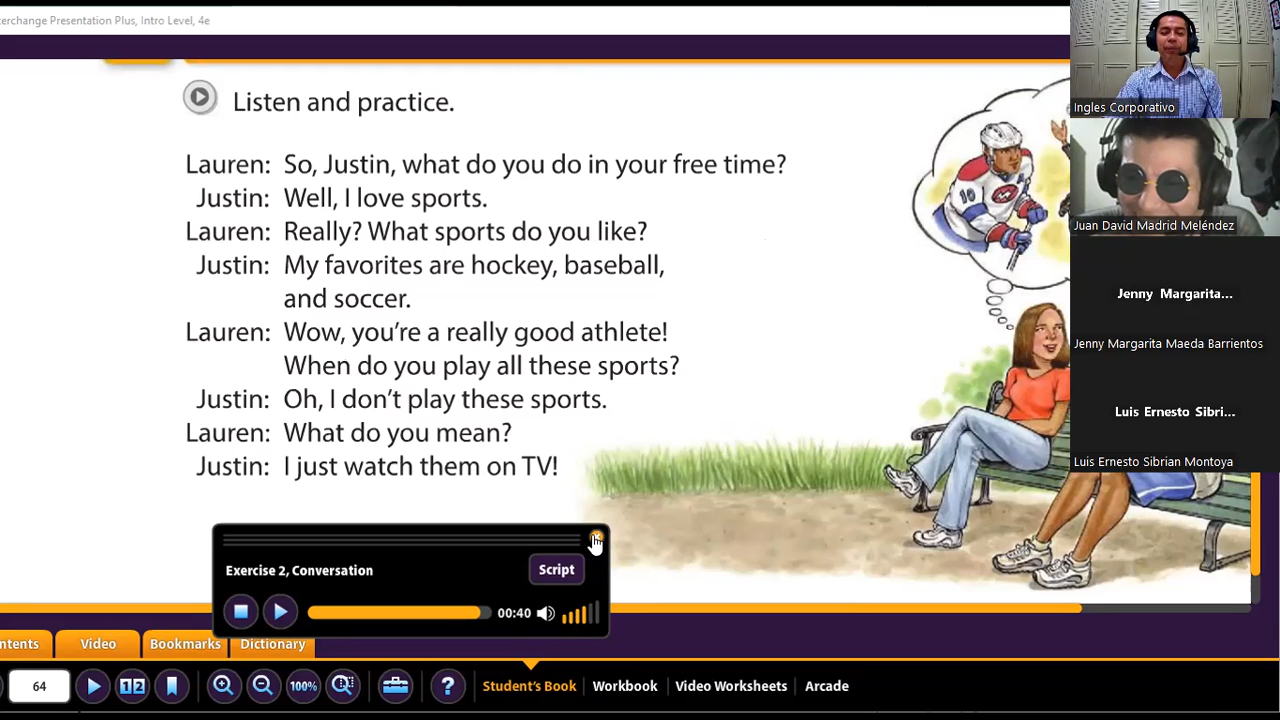 terchange Presentation Plus, Intro Level, 4e
Listen and practice.
Lauren: So, Justin, what do you do in your free time?
Justin: Well, I love sports.
Lauren: Really? What sports do you like?
Justin: My favorites are hockey, baseball,
and soccer.
Lauren: Wow, you're a really good athlete!
When do you play all these sports?
Justin: Oh, I don't play these sports.
Lauren: What do you mean?
Justin: I just watch them on TV!
10
Ingles Corporativo
Juan David Madrid Meléndez
Jenny Margarita...
Jenny Margarita Maeda Barrientos
Luis Ernesto Sibri...
Luis Ernesto Sibrian Montoya
Exercise 2, Conversation
Script
00:40
ntents
Video
Bookmarks
Dictionary
64
12
100%
?
Student's Book
Workbook
Video Worksheets
Arcade